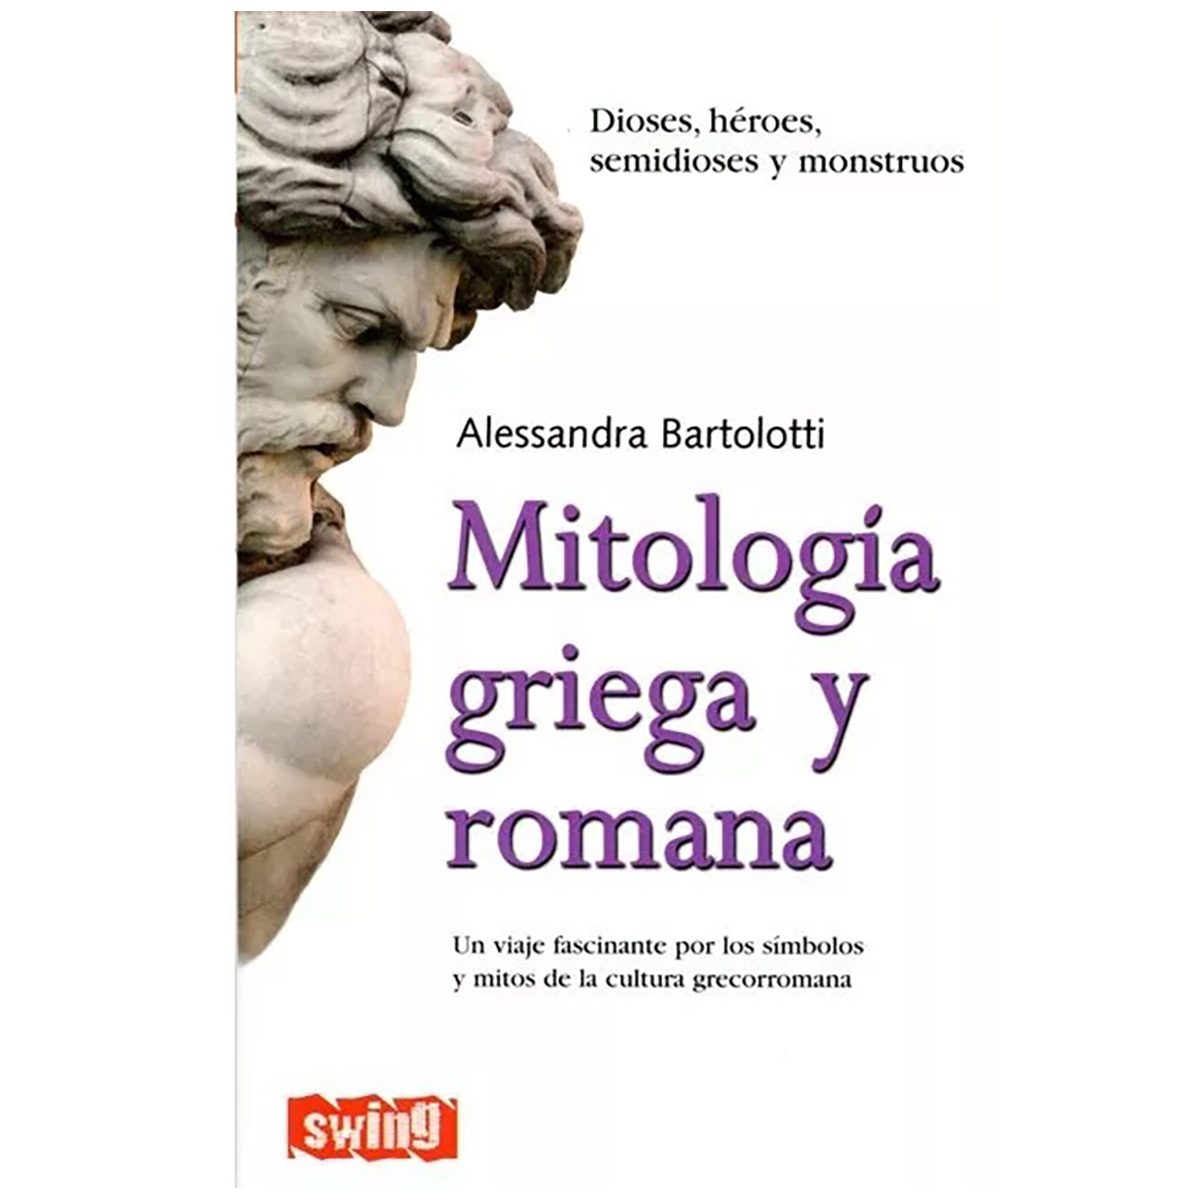 Dioses, héroes,
semidioses y monstruos
Alessandra Bartolotti
Mitología
griega y
romana
Un viaje fascinante por los símbolos
y mitos de la cultura grecorromana
swing